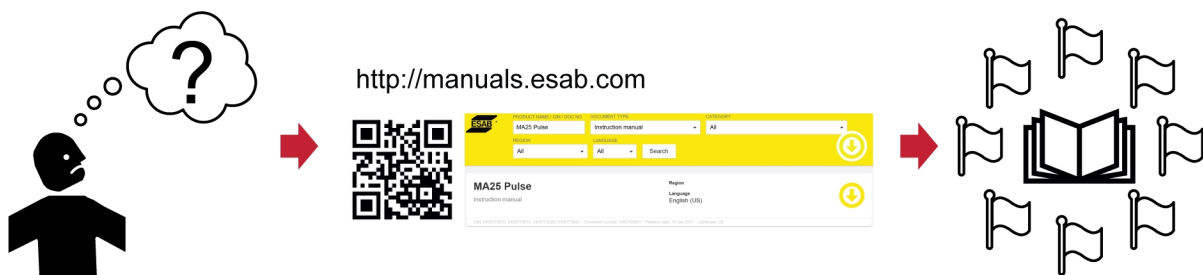 ?
http://manuals.esab.com
ESAB
PRODUCT NAME / GIN / DOC NO
DOCUMENT TYPE
CATEGORY
MA25 Pulse
Instruction manual
All
REGION
LANGUAGE
All
All
Search
MA25 Pulse
Instruction manual
Region
Language
English (US)